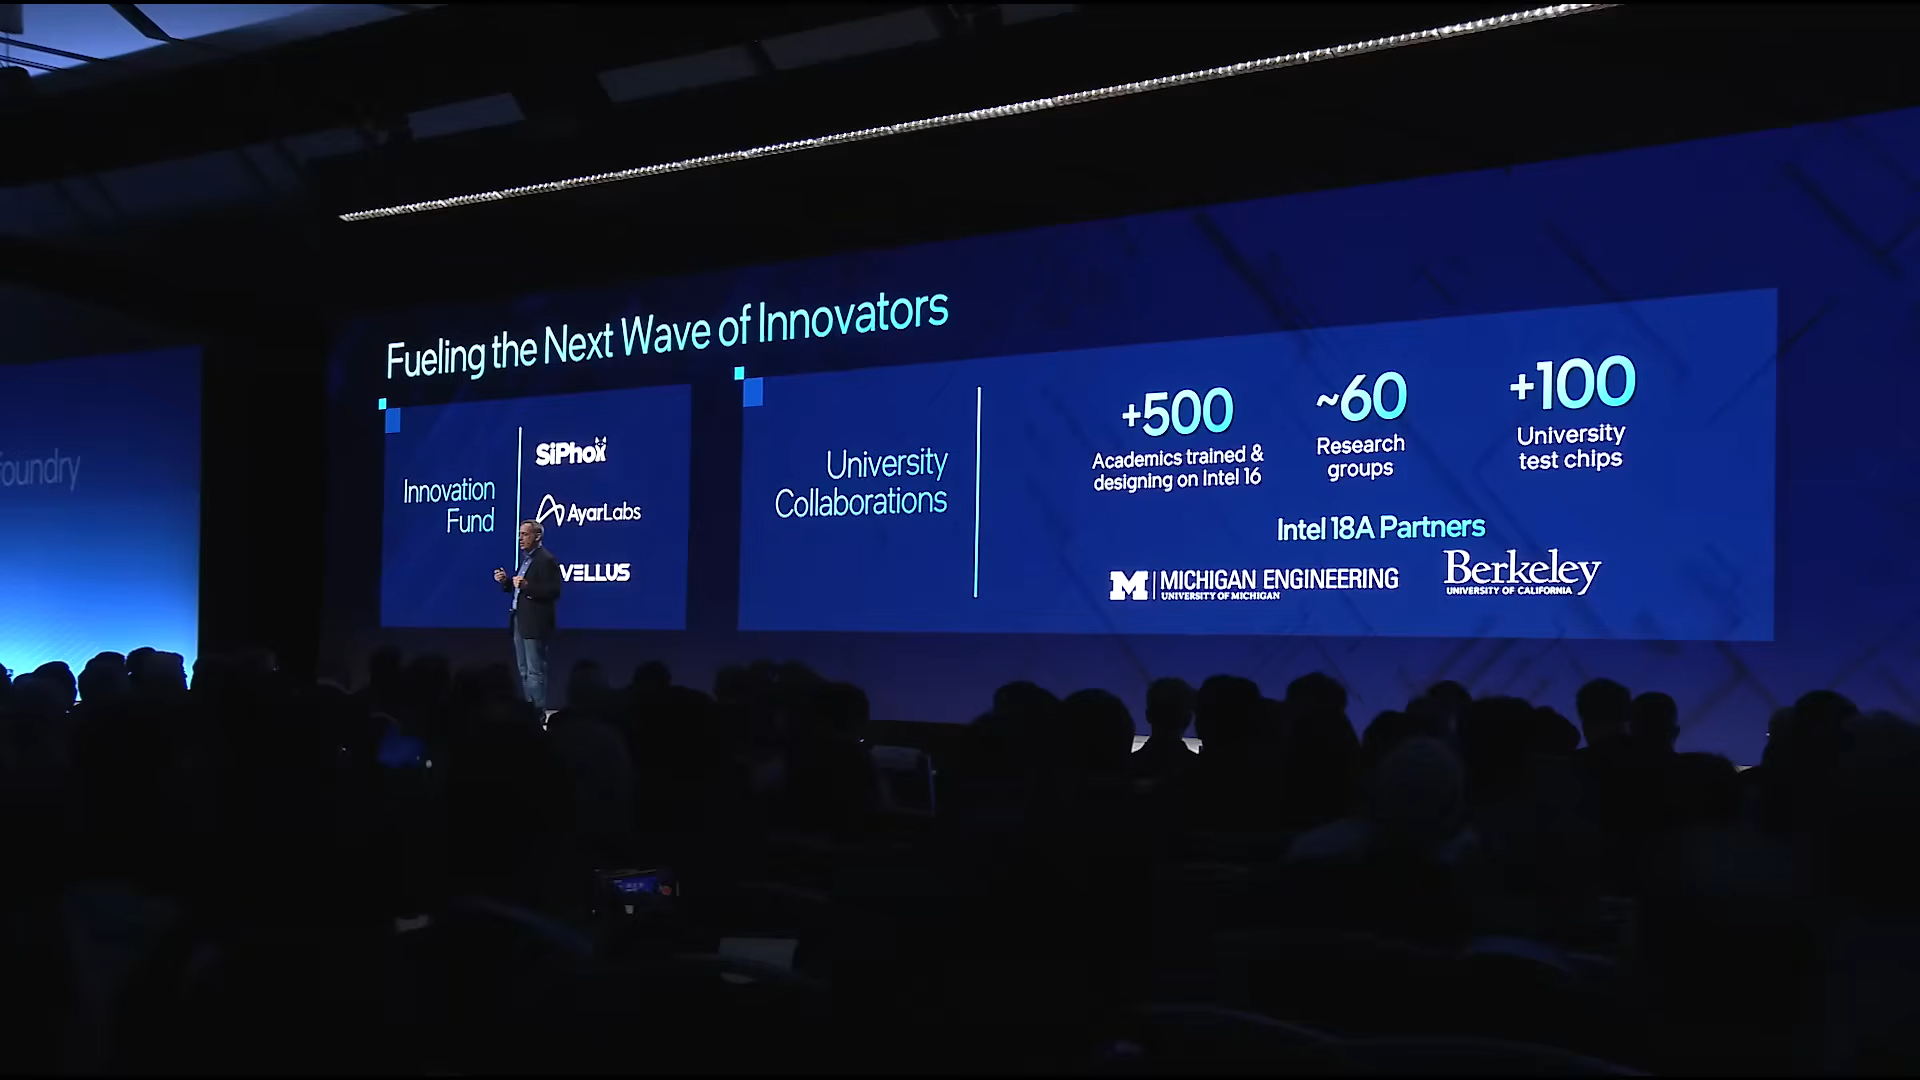 foundry
Fueling the Next Wave of Innovators
Innovation
Fund
SiPhox
AyarLabs
VELLUS
University
Collaborations
+500
Academics trained &
designing on Intel 16
~60
Research
groups
+100
University
test chips
Intel 18A Partners
M MICHIGAN ENGINEERING
UNIVERSITY OF MICHIGAN
Berkeley
UNIVERSITY OF CALIFORNIA